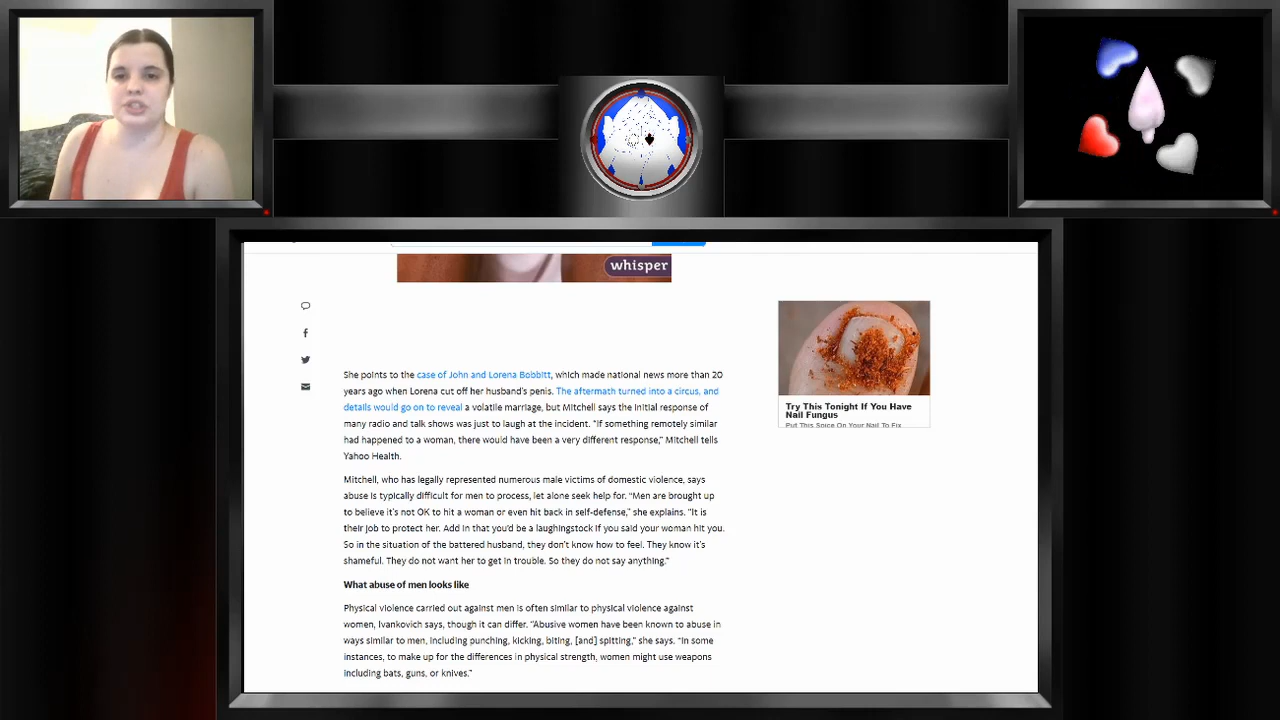 whisper
She points to the case of John and Lorena Bobbitt, which made national news more than 20
years ago when Lorena cut off her husband's penis. The aftermath turned into a circus, and
details would go on to reveal a volatile marriage, but Mitchell says the initial response of
many radio and talk shows was just to laugh at the incident. "If something remotely similar
had happened to a woman, there would have been a very different response," Mitchell tells
Yahoo Health.
Mitchell, who has legally represented numerous male victims of domestic violence, says
abuse is typically difficult for men to process, let alone seek help for. "Men are brought up
to believe it's not OK to hit a woman or even hit back in self-defense," she explains. "It is
their job to protect her. Add in that you'd be a laughingstock if you said your woman hit you.
So in the situation of the battered husband, they don't know how to feel. They know it's
shameful. They do not want her to get in trouble. So they do not say anything."
What abuse of men looks like
Physical violence carried out against men is often similar to physical violence against
women, Ivankovich says, though it can differ. "Abusive women have been known to abuse in
ways similar to men, including punching, kicking, biting, [and] spitting," she says. "In some
instances, to make up for the differences in physical strength, women might use weapons
including bats, guns, or knives."
Try This Tonight If You Have
Nail Fungus
Put This Spice On Your Nail To Fix